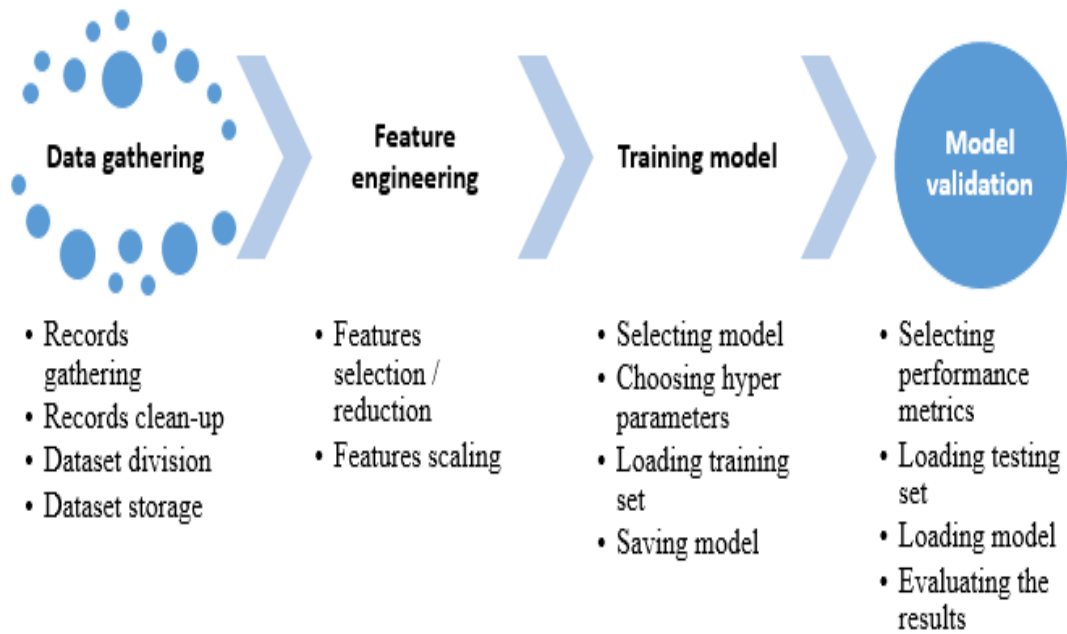 Data gathering
Feature
engineering
Training model
Model
validation
• Records
gathering
• Records clean-up
• Dataset division
• Dataset storage
• Features
selection /
reduction
• Features scaling
• Selecting model
• Choosing hyper
parameters
• Loading training
set
• Saving model
• Selecting
performance
metrics
• Loading testing
set
• Loading model
• Evaluating the
results